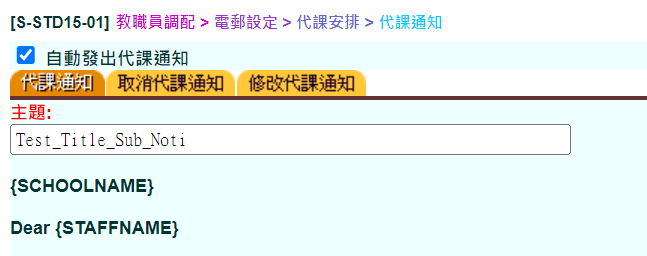 [S-STD15-01] 教職員調配 > 電郵設定 > 代課安排 > 代課通知
自動發出代課通知
代課通知 取消代課通知 修改代課通知
主題:
Test_Title_Sub_Noti
{SCHOOLNAME}
Dear {STAFFNAME}